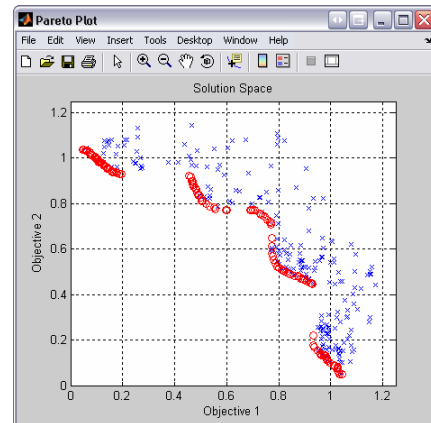 Pareto Plot
File Edit View Insert Tools Desktop Window Help
Solution Space
1.2
1
0.8
0.6
0.4
0.2
0
Objective 2
0 0.2 0.4 0.6 0.8 1 1.2
Objective 1